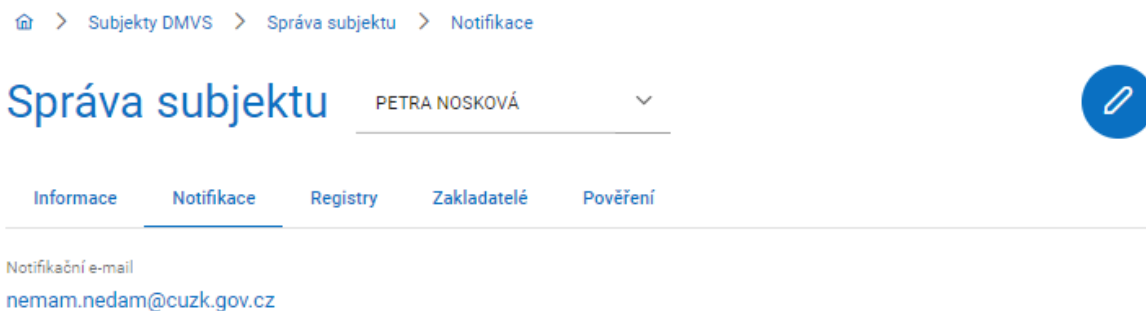 Subjekty DMVS > Správa subjektu > Notifikace
Správa subjektu PETRA NOSKOVÁ
Informace Notifikace Registry Zakladatelé Pověření
Notifikační e-mail
nemam.nedam@cuzk.gov.cz